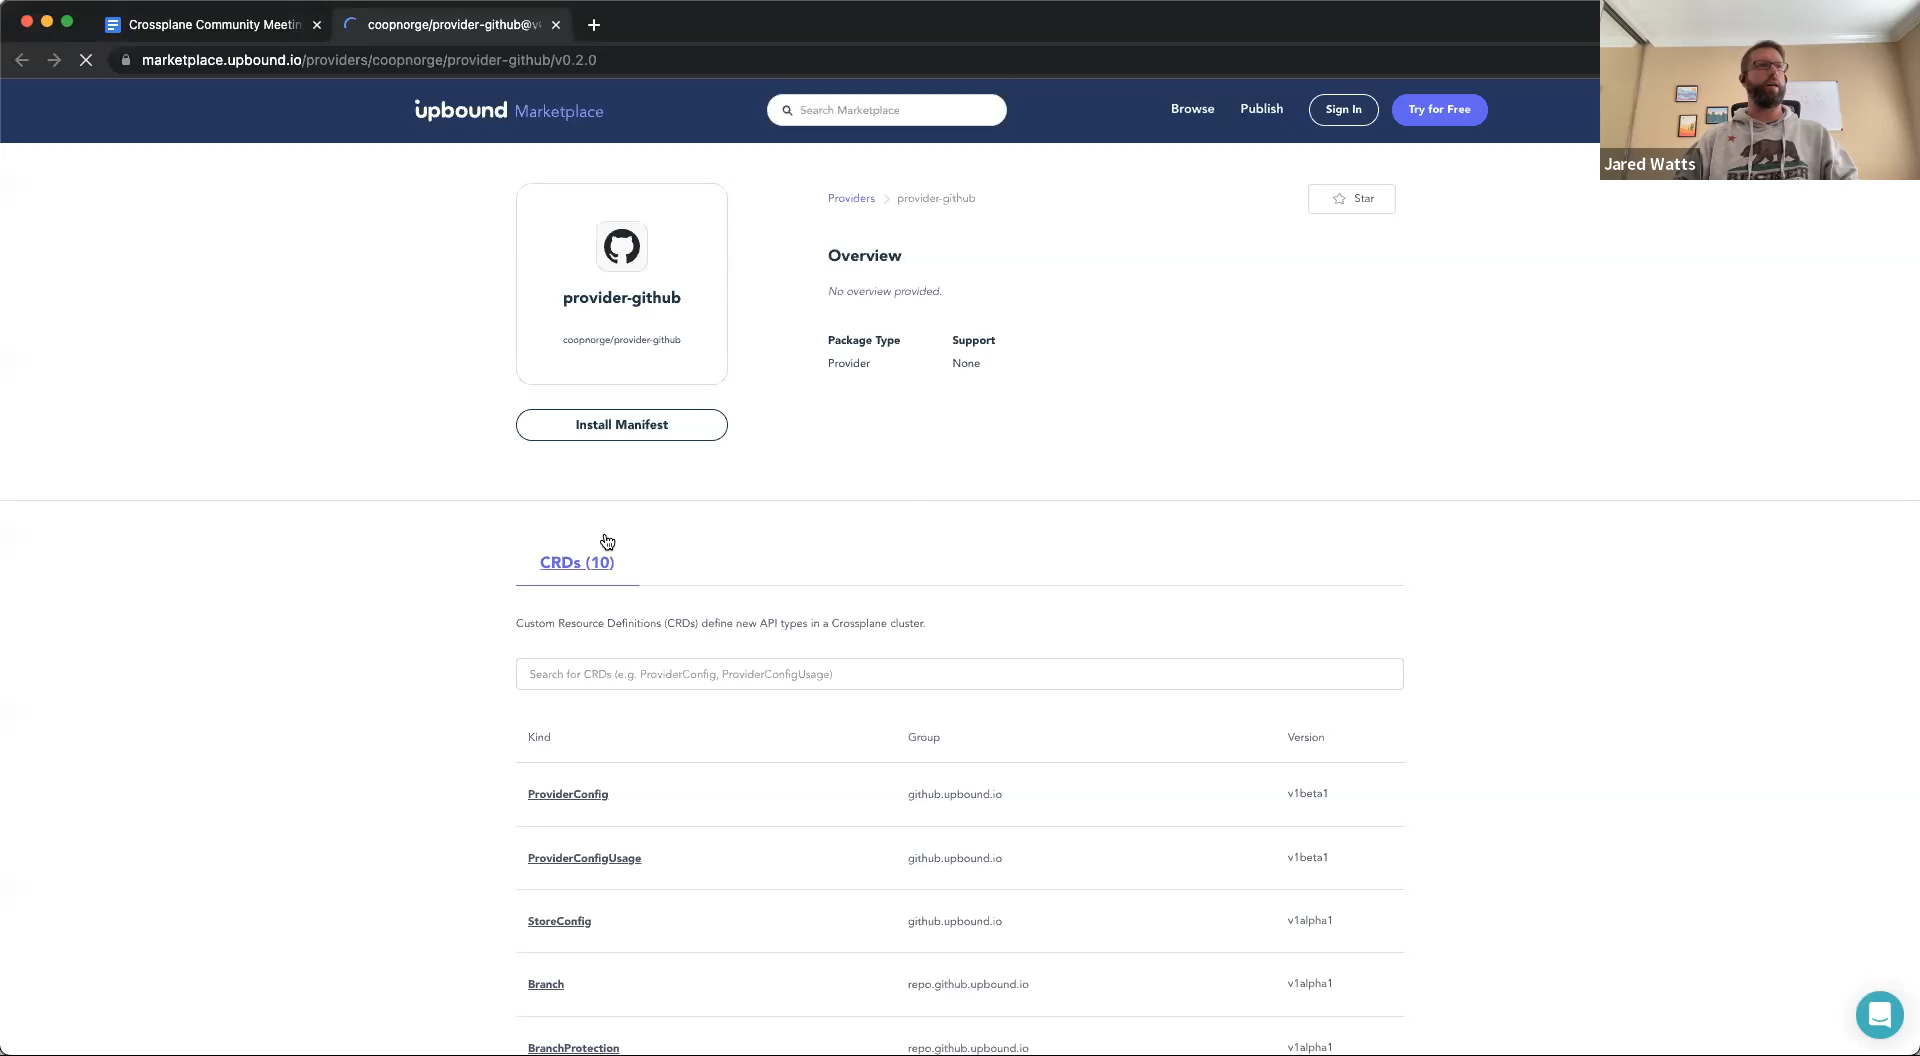 Crossplane Community Meetin
coopnorge/provider-github@v
marketplace.upbound.io/providers/coopnorge/provider-github/v0.2.0
upbound Marketplace
Search Marketplace
Browse
Publish
Sign In
Try for Free
Jared Watts
provider-github
coopnorge/provider-github
Install Manifest
Providers > provider-github
Star
Overview
No overview provided.
Package Type Support
Provider None
CRDs (10)
Custom Resource Definitions (CRDs) define new API types in a Crossplane cluster.
Search for CRDs (e.g. ProviderConfig, ProviderConfigUsage)
Kind Group Version
ProviderConfig github.upbound.io v1beta1
ProviderConfigUsage github.upbound.io v1beta1
StoreConfig github.upbound.io v1alpha1
Branch repo.github.upbound.io v1alpha1
BranchProtection repo.github.upbound.io v1alpha1